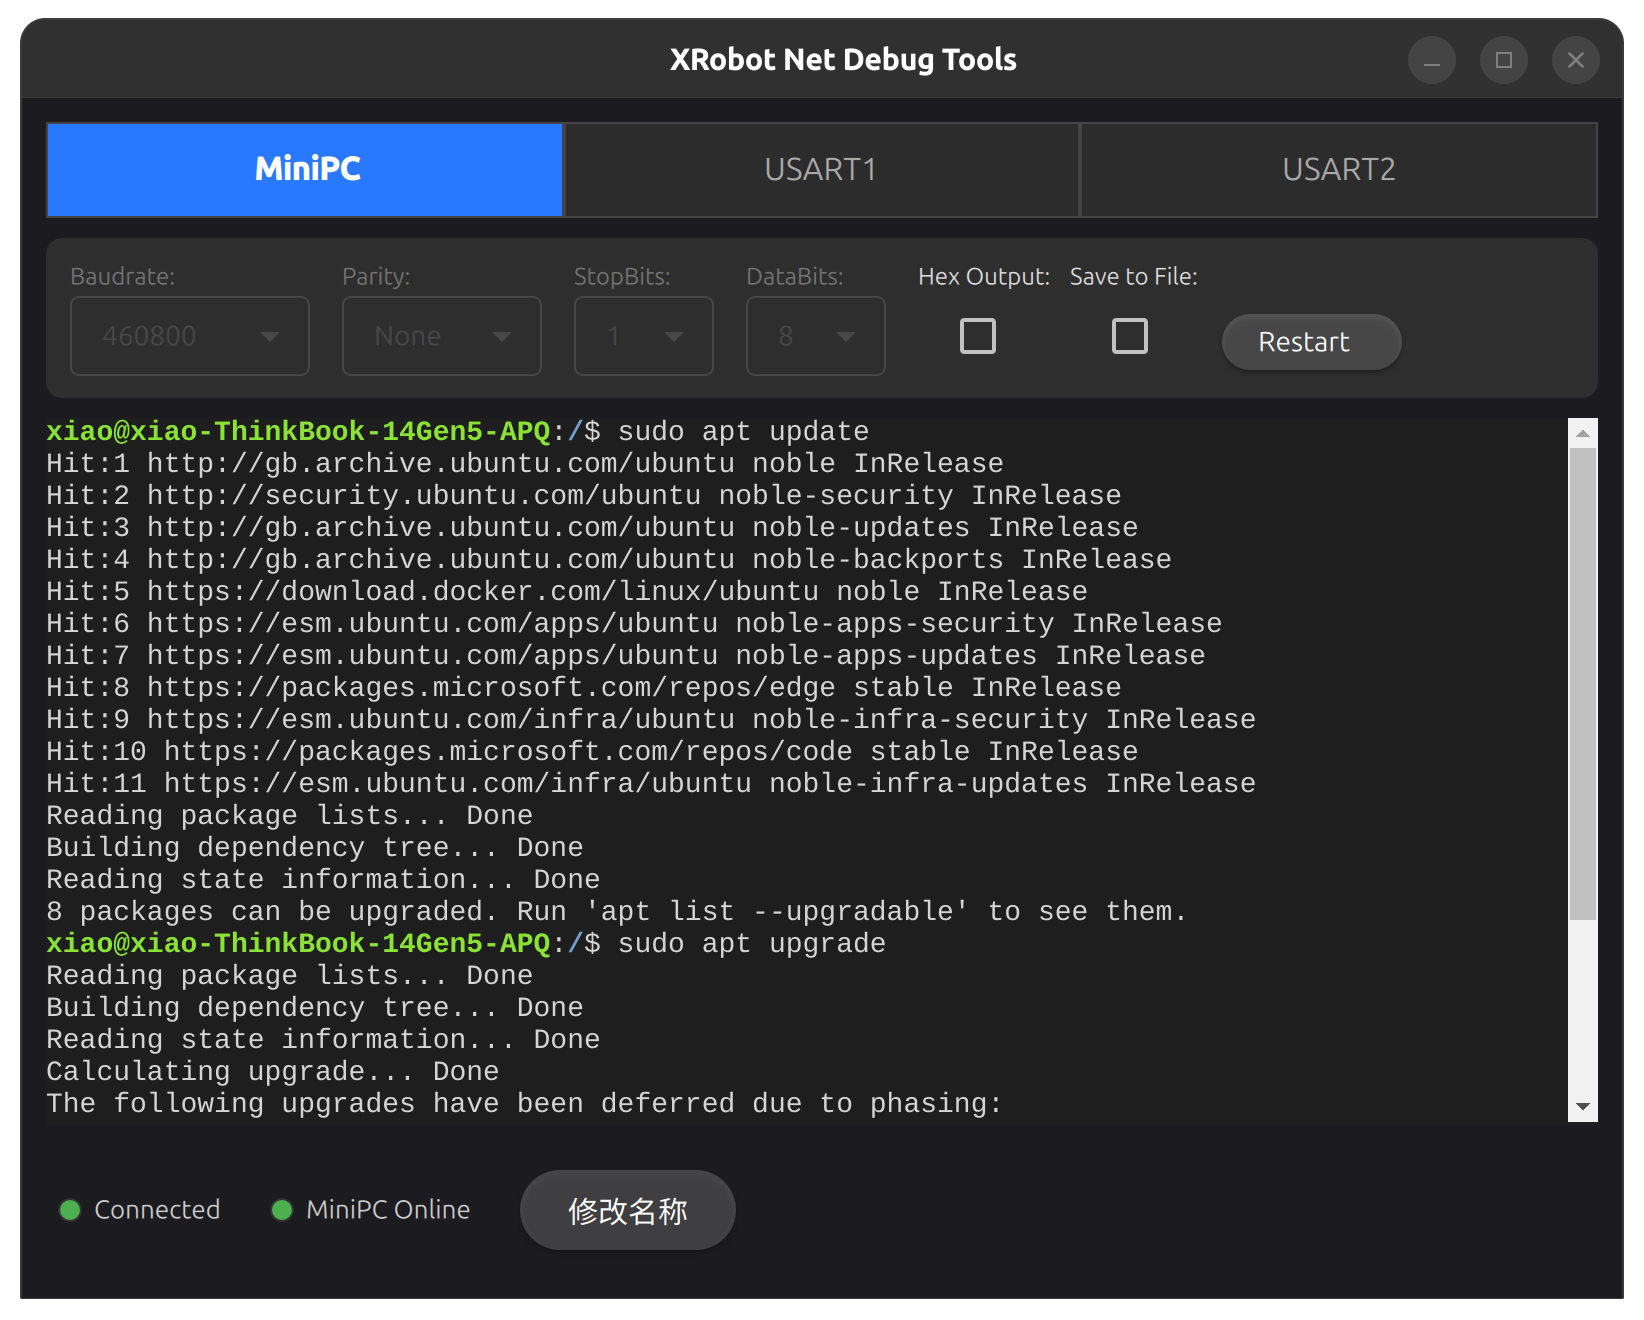 XRobot Net Debug Tools
MiniPC USART1 USART2
Baudrate: Parity: StopBits: DataBits: Hex Output: Save to File:
460800 None 1 8 Restart
xiao@xiao-ThinkBook-14Gen5-APQ:/$ sudo apt update
Hit:1 http://gb.archive.ubuntu.com/ubuntu noble InRelease
Hit:2 http://security.ubuntu.com/ubuntu noble-security InRelease
Hit:3 http://gb.archive.ubuntu.com/ubuntu noble-updates InRelease
Hit:4 http://gb.archive.ubuntu.com/ubuntu noble-backports InRelease
Hit:5 https://download.docker.com/linux/ubuntu noble InRelease
Hit:6 https://esm.ubuntu.com/apps/ubuntu noble-apps-security InRelease
Hit:7 https://esm.ubuntu.com/apps/ubuntu noble-apps-updates InRelease
Hit:8 https://packages.microsoft.com/repos/edge stable InRelease
Hit:9 https://esm.ubuntu.com/infra/ubuntu noble-infra-security InRelease
Hit:10 https://packages.microsoft.com/repos/code stable InRelease
Hit:11 https://esm.ubuntu.com/infra/ubuntu noble-infra-updates InRelease
Reading package lists... Done
Building dependency tree... Done
Reading state information... Done
8 packages can be upgraded. Run 'apt list --upgradable' to see them.
xiao@xiao-ThinkBook-14Gen5-APQ:/$ sudo apt upgrade
Reading package lists... Done
Building dependency tree... Done
Reading state information... Done
Calculating upgrade... Done
The following upgrades have been deferred due to phasing:
Connected MiniPC Online 修改名称